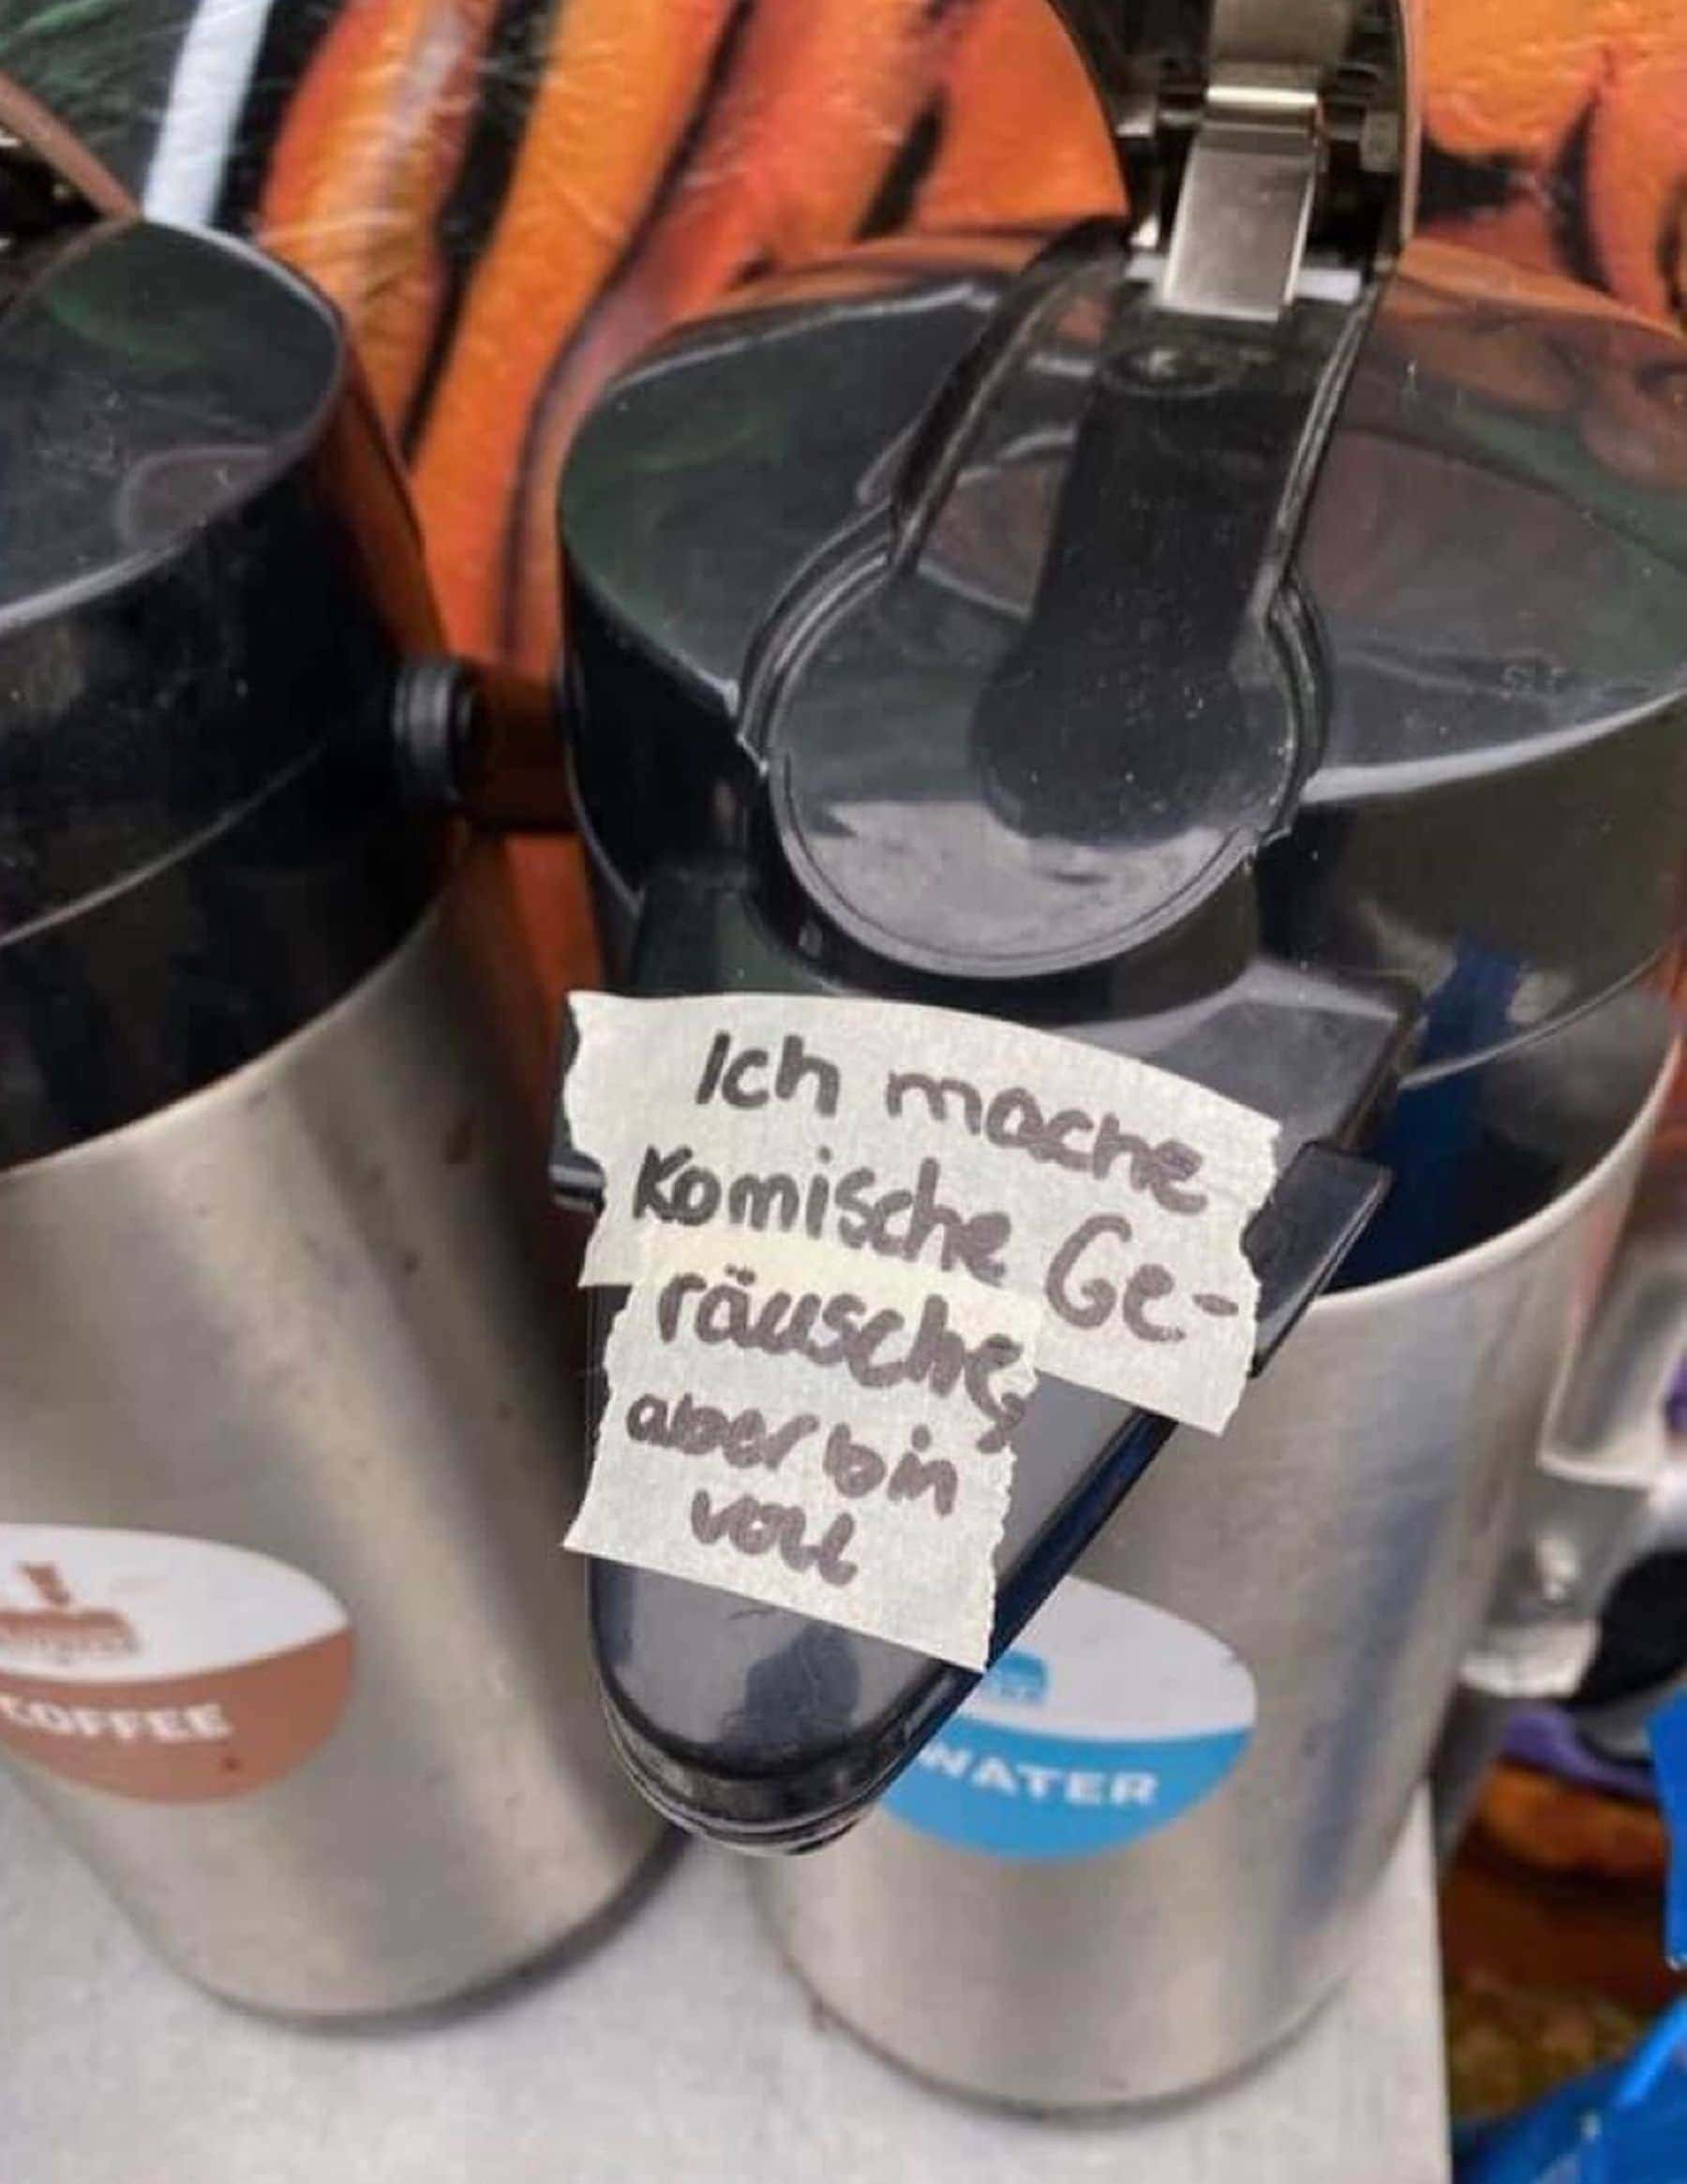 Ich mache
komische Ge-
räusche,
aber bin
voll
COFFEE
WATER